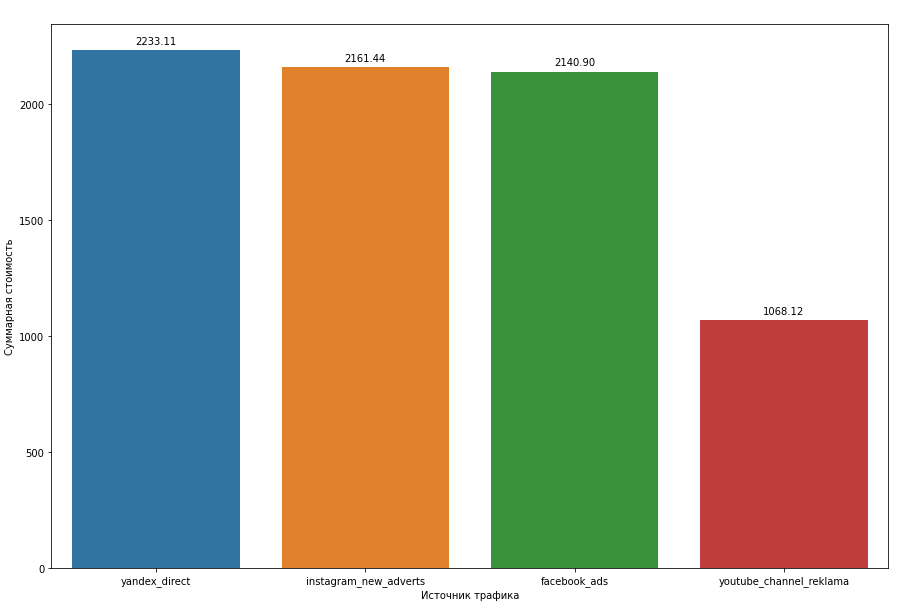 2233.11
2161.44
2140.90
1068.12
2000
1500
1000
500
0
Суммарная стоимость
yandex_direct
instagram_new_adverts
facebook_ads
youtube_channel_reklama
Источник трафика